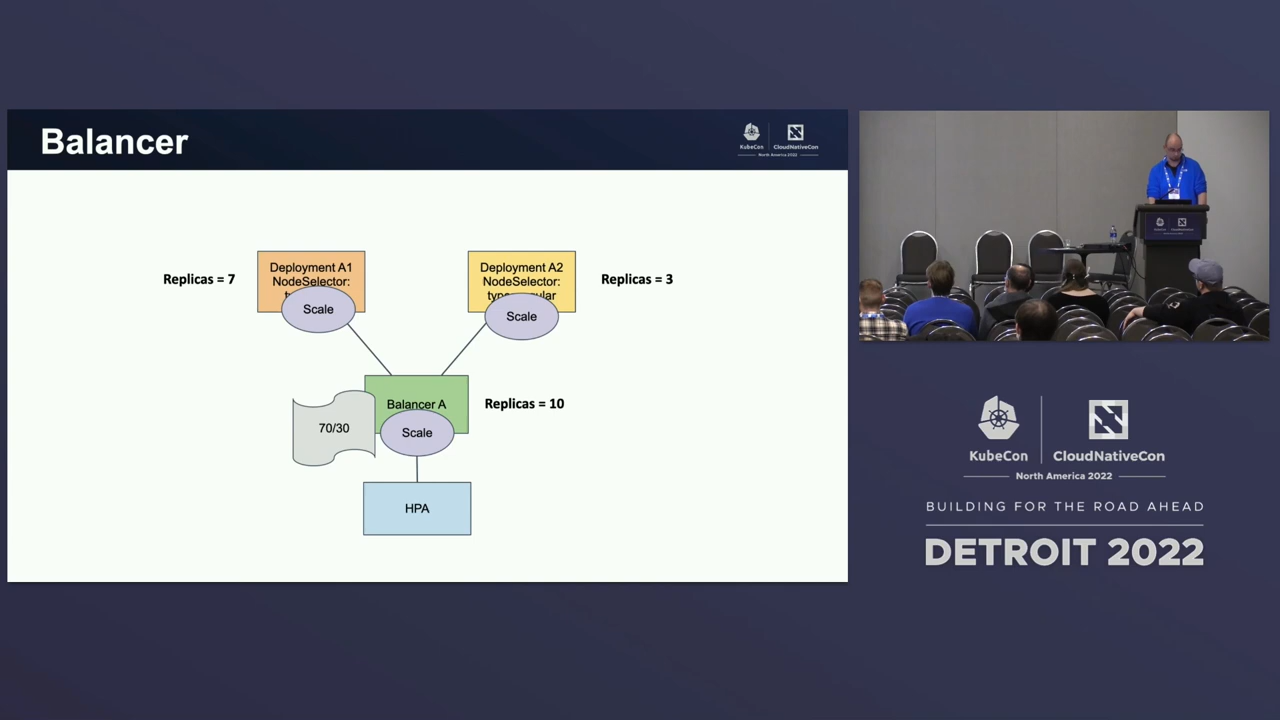 Balancer
KubeCon
CloudNativeCon
North America 2022
Deployment A1
NodeSelector:
Scale
Replicas = 7
Deployment A2
NodeSelector:
Scale
Replicas = 3
Balancer A
Scale
Replicas = 10
70/30
HPA
KubeCon
CloudNativeCon
North America 2022
BUILDING FOR THE ROAD AHEAD
DETROIT 2022